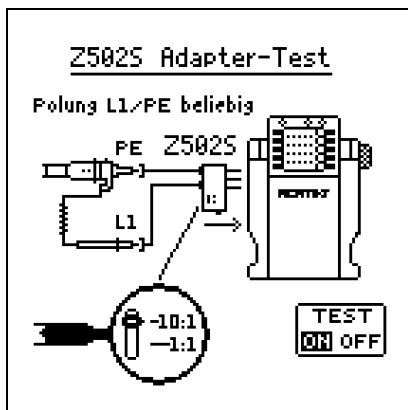 Z502S Adapter-Test
Polung L1/PE beliebig
PE Z502S
L1
10:1
1:1
TEST
ON OFF